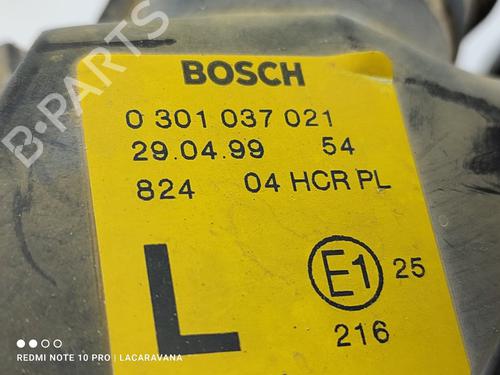 B-PARTS
BOSCH
0 301 037 021
29.04.99 54
824 04 HCR PL
L E1 25
216
REDMI NOTE 10 PRO | LACARAVANA